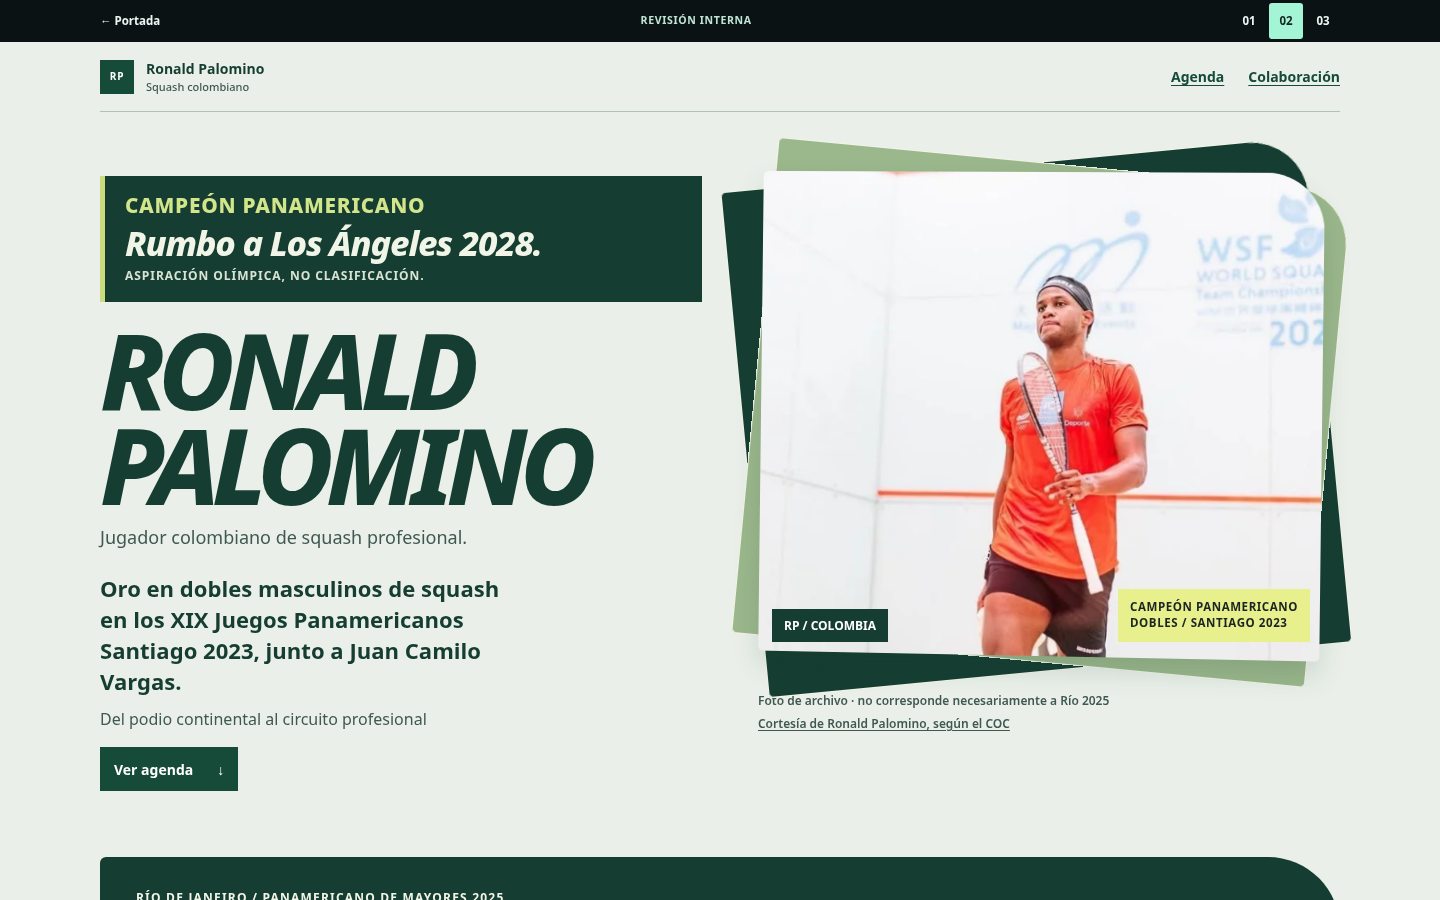 ← Portada
REVISIÓN INTERNA
01 02 03
RP
Ronald Palomino
Squash colombiano
Agenda
Colaboración
CAMPEÓN PANAMERICANO
Rumbo a Los Ángeles 2028.
ASPIRACIÓN OLÍMPICA, NO CLASIFICACIÓN.
RONALD
PALOMINO
Jugador colombiano de squash profesional.
Oro en dobles masculinos de squash
en los XIX Juegos Panamericanos
Santiago 2023, junto a Juan Camilo
Vargas.
Del podio continental al circuito profesional
Ver agenda ↓
WSF
WORLD SQUA
Team Championsh
202
Deporte
RP / COLOMBIA
CAMPEÓN PANAMERICANO
DOBLES / SANTIAGO 2023
Foto de archivo · no corresponde necesariamente a Río 2025
Cortesía de Ronald Palomino, según el COC
RÍO DE JANEIRO / PANAMERICANO DE MAYORES 2025